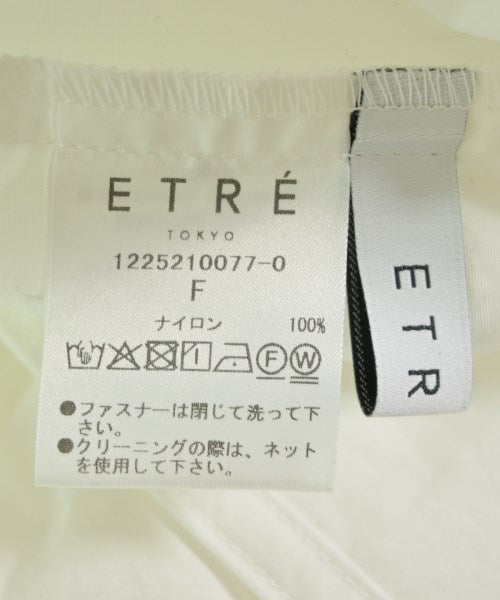 ETRÉ
TOKYO
1225210077-0
F
ナイロン 100%
F W
●ファスナーは閉じて洗って下
さい。
●クリーニングの際は、ネット
を使用して下さい。
ETR